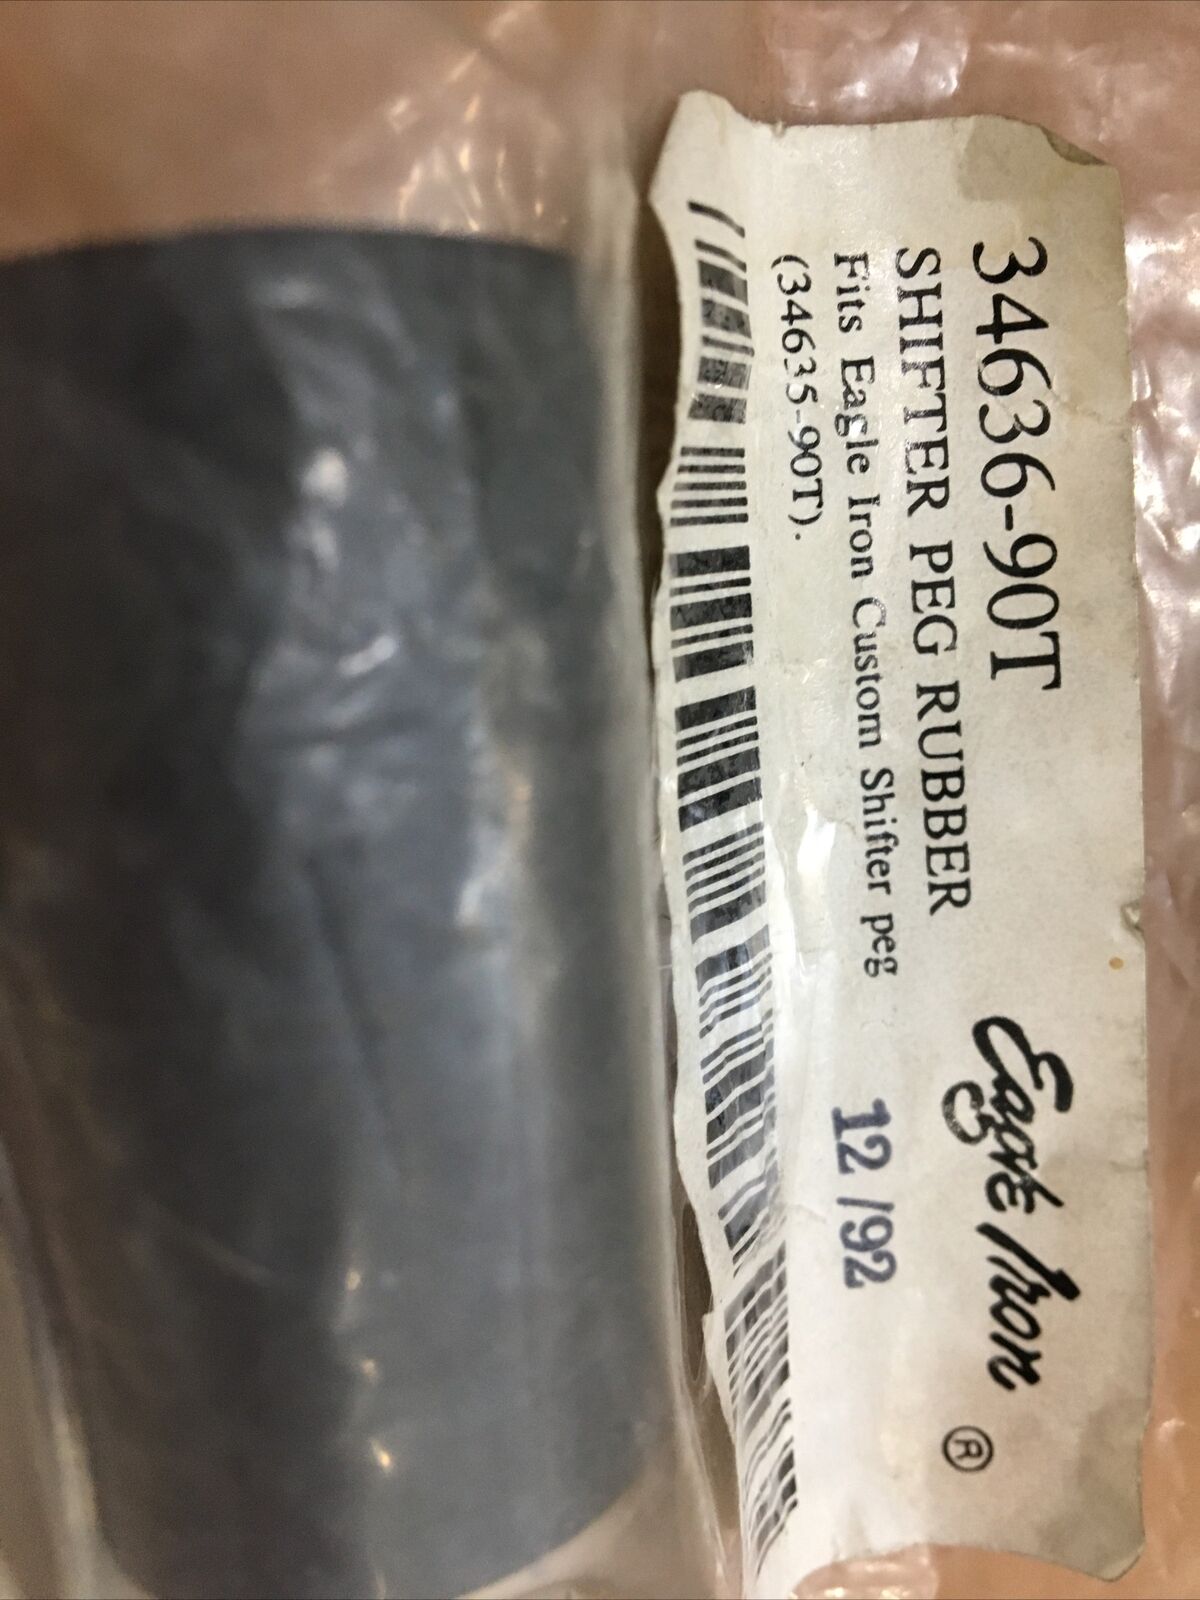 34636-90T
SHIFTER PEG RUBBER
Fits Eagle Iron Custom Shifter peg
(34635-90T).
Eagle Iron ®
12 /92